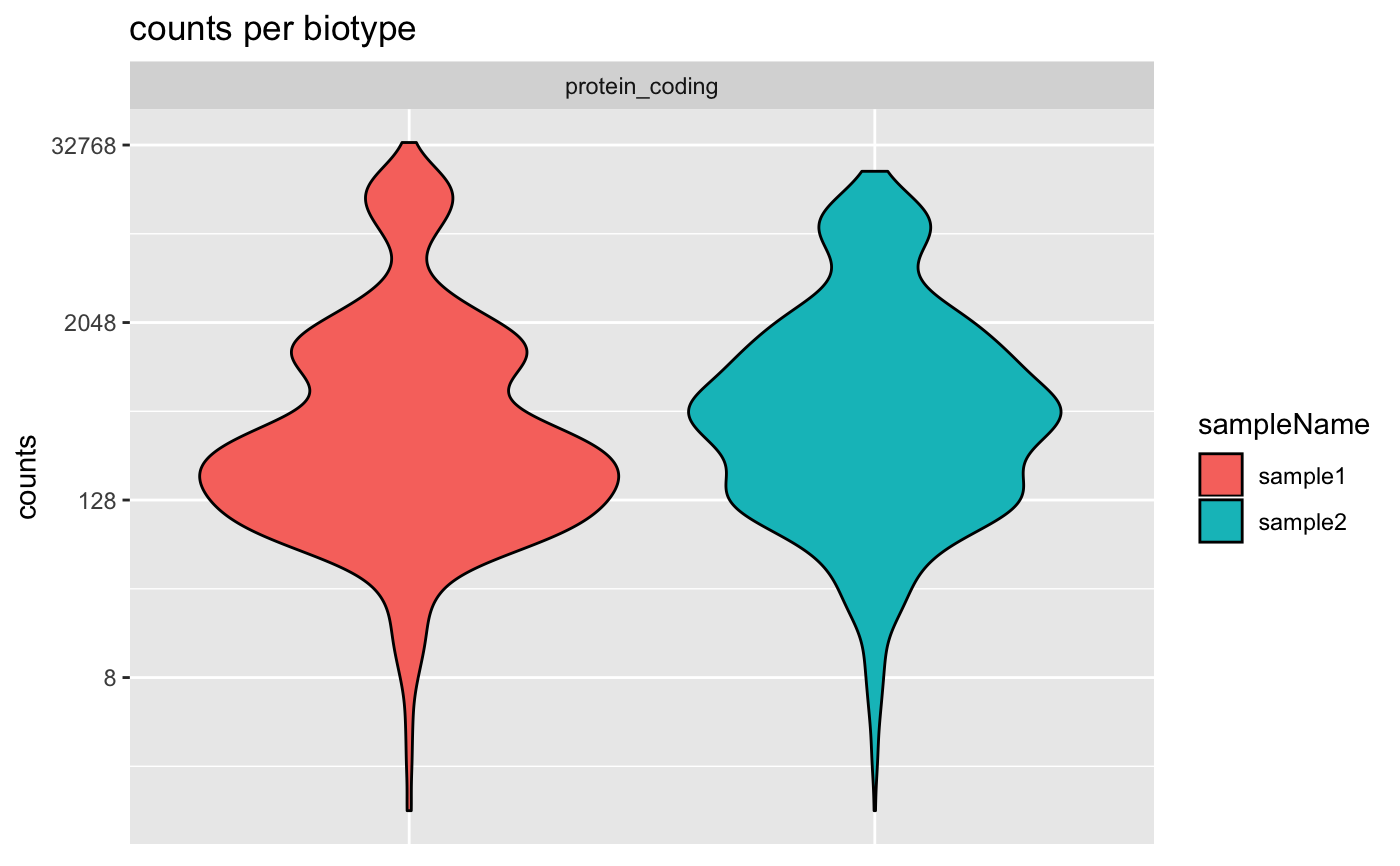 counts per biotype
protein_coding
32768
2048
128
8
counts
sampleName
sample1
sample2